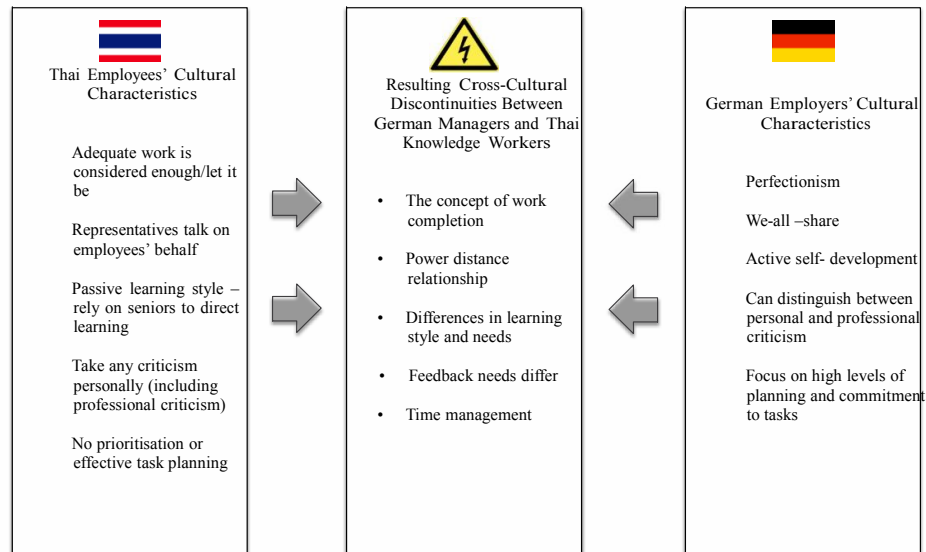 Thai Employees' Cultural
Characteristics
Adequate work is
considered enough/let it
be
Representatives talk on
employees' behalf
Passive learning style –
rely on seniors to direct
learning
Take any criticism
personally (including
professional criticism)
No prioritisation or
effective task planning
Resulting Cross-Cultural
Discontinuities Between
German Managers and Thai
Knowledge Workers
• The concept of work
completion
• Power distance
relationship
• Differences in learning
style and needs
• Feedback needs differ
• Time management
German Employers' Cultural
Characteristics
Perfectionism
We-all –share
Active self- development
Can distinguish between
personal and professional
criticism
Focus on high levels of
planning and commitment
to tasks